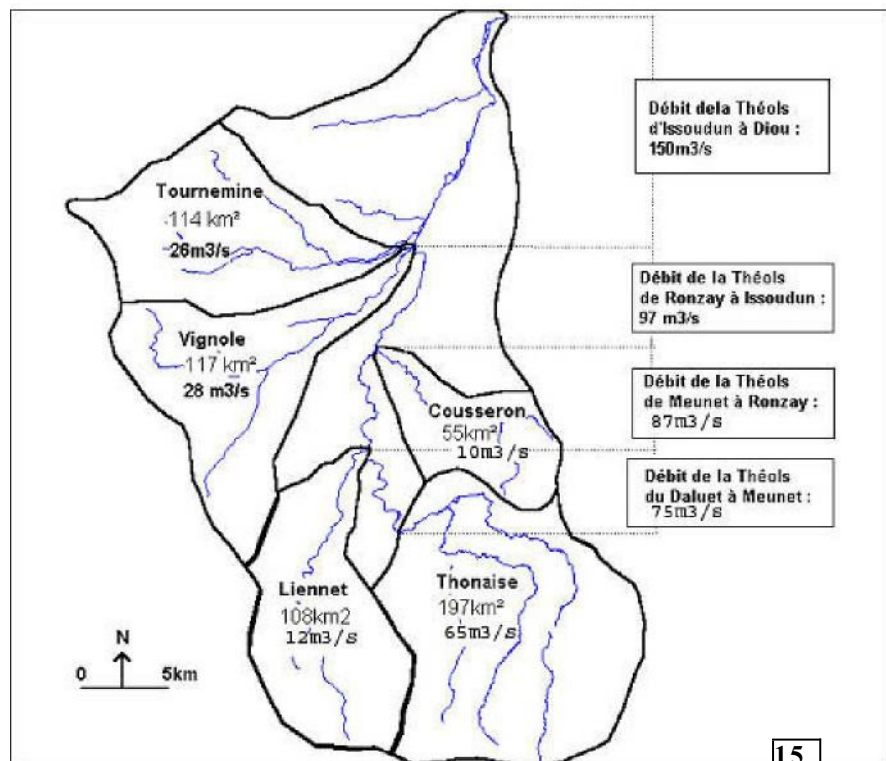 Débit dela Théols
d'Issoudun à Diou :
150m3/s
Tournemine
114 km²
26m3/s
Débit de la Théols
de Ronzay à Issoudun :
97 m3/s
Vignole
117 km²
28 m3/s
Débit de la Théols
de Meunet à Ronzay :
87m3/s
Cousseron
55km²
10m3/s
Débit de la Théols
du Daluet à Meunet :
75m3/s
Liennet
108km2
12m3/s
Thonaise
197km²
65m3/s
N
0 5km
15